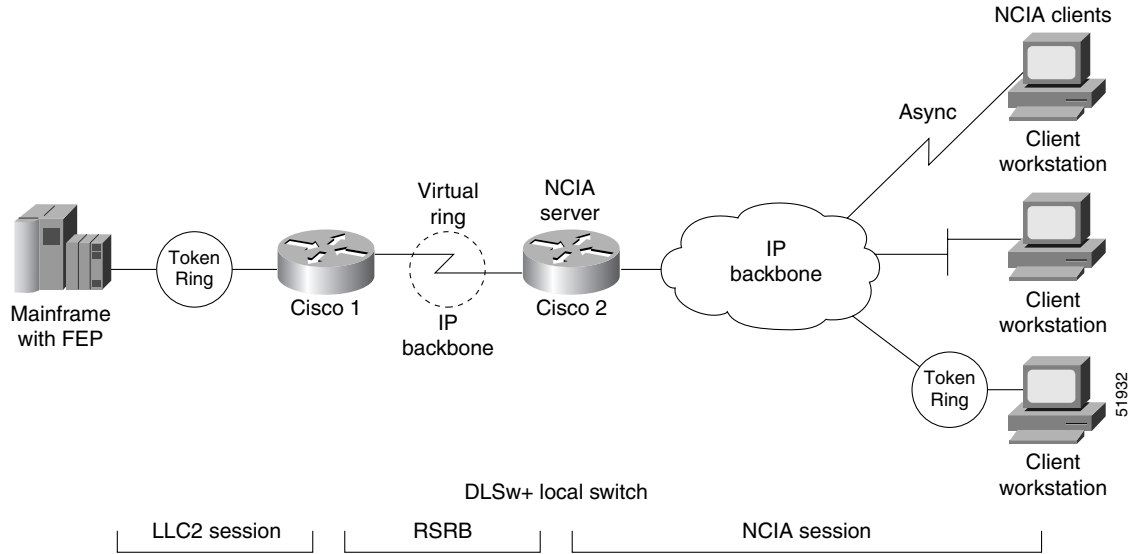 NCIA clients
Async
Client
workstation
Virtual
ring
NCIA
server
IP
backbone
Token
Ring
Mainframe
with FEP
Cisco 1
IP
backbone
Cisco 2
Client
workstation
Token
Ring
Client
workstation
51932
DLSw+ local switch
LLC2 session
RSRB
NCIA session